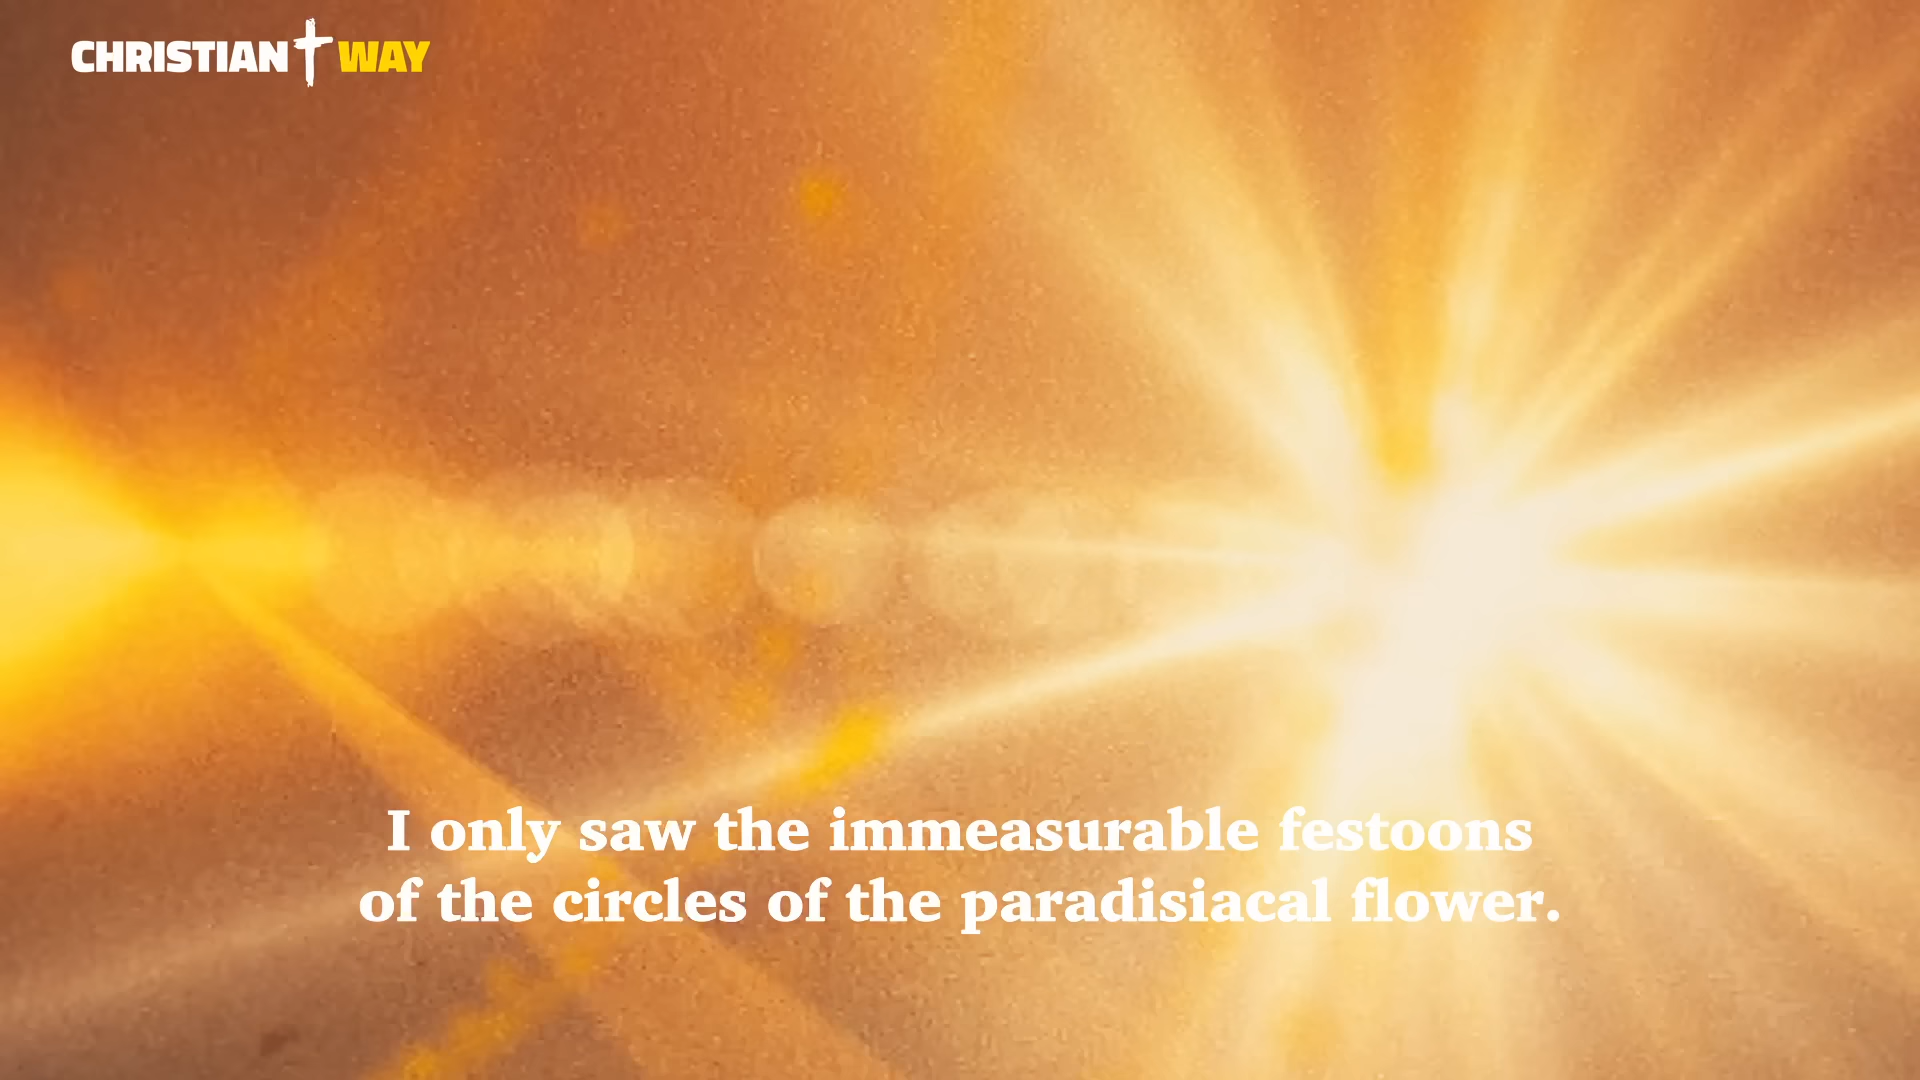 CHRISTIAN WAY
I only saw the immeasurable festoons
of the circles of the paradisiacal flower.